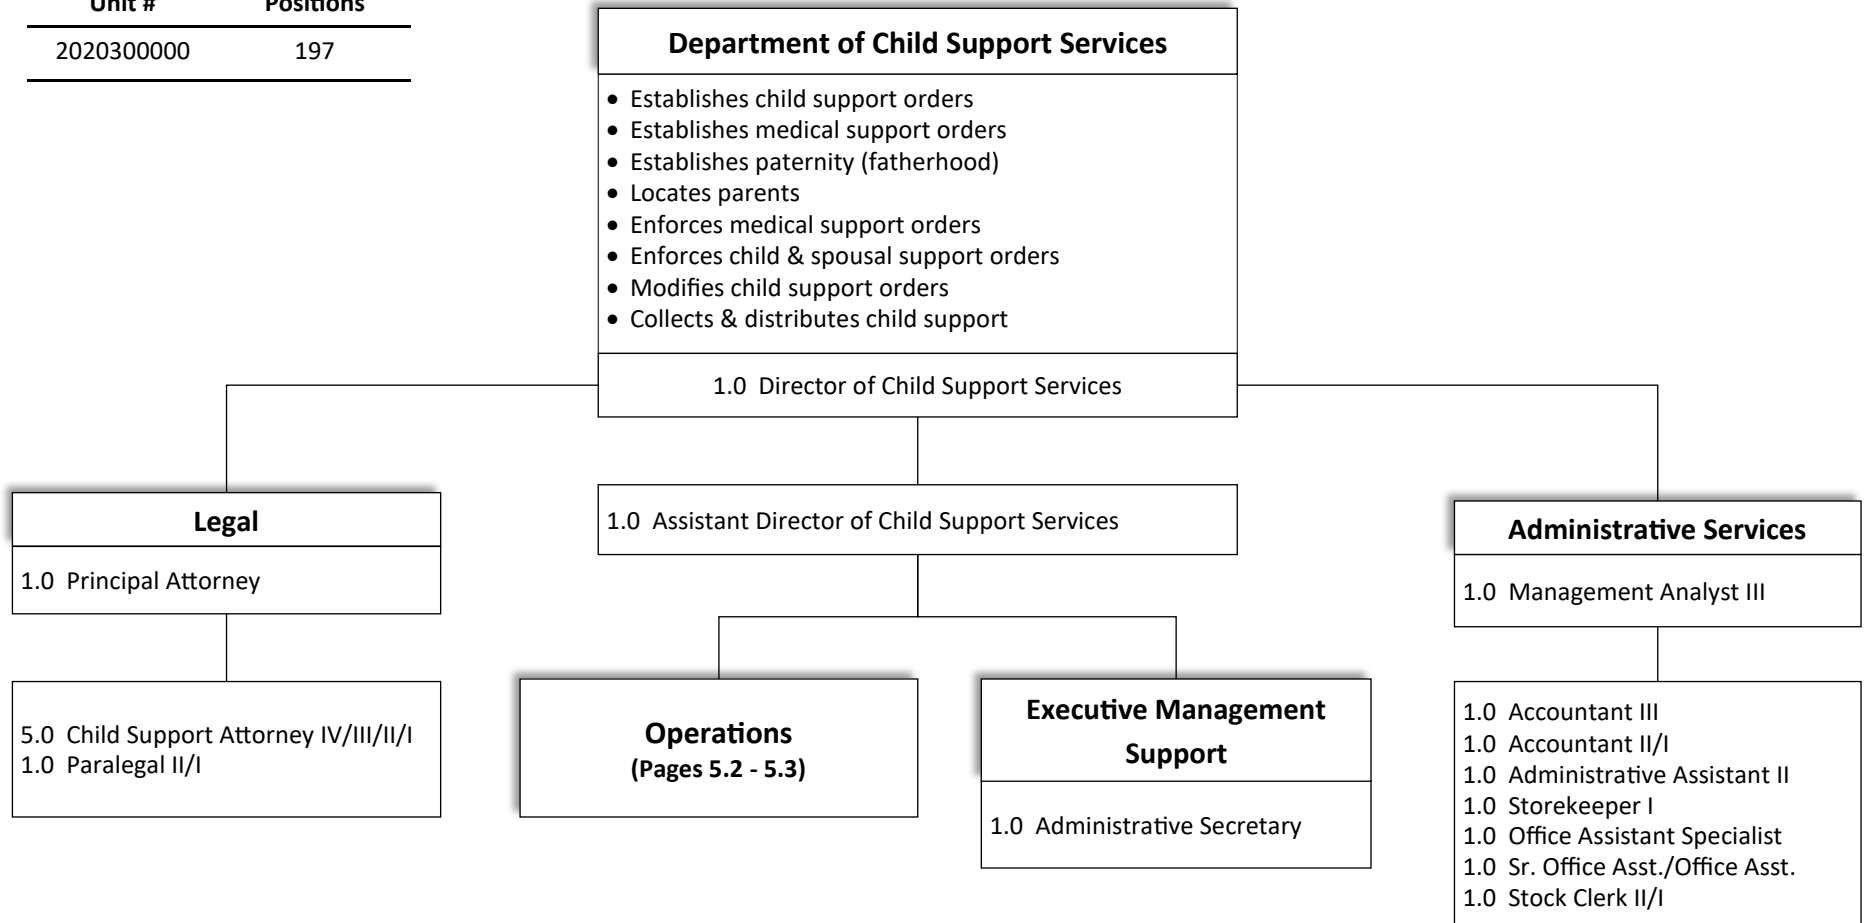 Unit # Positions
2020300000 197
Department of Child Support Services
• Establishes child support orders
• Establishes medical support orders
• Establishes paternity (fatherhood)
• Locates parents
• Enforces medical support orders
• Enforces child & spousal support orders
• Modifies child support orders
• Collects & distributes child support
1.0 Director of Child Support Services
Legal
1.0 Principal Attorney
5.0 Child Support Attorney IV/III/II/I
1.0 Paralegal II/I
1.0 Assistant Director of Child Support Services
Operations
(Pages 5.2 - 5.3)
Executive Management
Support
1.0 Administrative Secretary
Administrative Services
1.0 Management Analyst III
1.0 Accountant III
1.0 Accountant II/I
1.0 Administrative Assistant II
1.0 Storekeeper I
1.0 Office Assistant Specialist
1.0 Sr. Office Asst./Office Asst.
1.0 Stock Clerk II/I